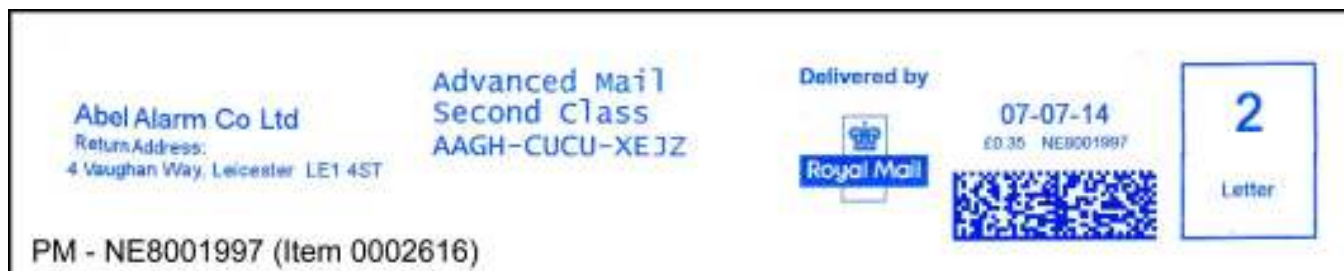 Abel Alarm Co Ltd
Return Address:
4 Vaughan Way, Leicester LE1 4ST
Advanced Mail
Second Class
AAGH-CUCU-XEJZ
Delivered by
Royal Mail
07-07-14
£0.35 NE8001997
2
Letter
PM - NE8001997 (Item 0002616)